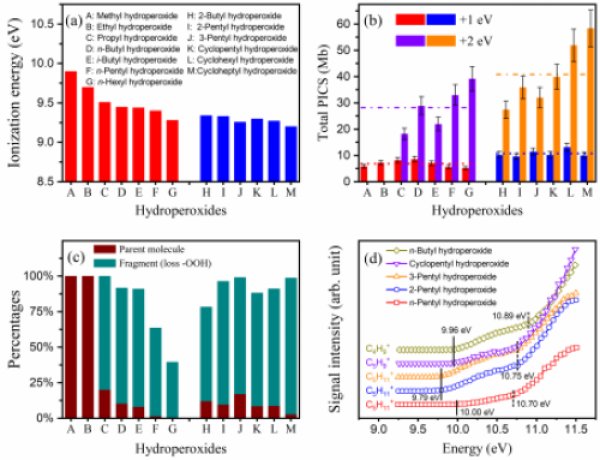 (a)
A: Methyl hydroperoxide H: 2-Butyl hydroperoxide
B: Ethyl hydroperoxide I: 2-Pentyl hydroperoxide
C: Propyl hydroperoxide J: 3-Pentyl hydroperoxide
D: n-Butyl hydroperoxide K: Cyclopentyl hydroperoxide
E: i-Butyl hydroperoxide L: Cyclohexyl hydroperoxide
F: n-Pentyl hydroperoxide M: Cycloheptyl hydroperoxide
G: n-Hexyl hydroperoxide
Ionization energy (eV)
10.5
10.0
9.5
9.0
8.5
A B C D E F G H I J K L M
Hydroperoxides
(b)
+1 eV
+2 eV
Total PICS (Mb)
60
50
40
30
20
10
0
A B C D E F G H I J K L M
Hydroperoxides
Parent molecule
Fragment (loss -OOH)
(c)
Percentages
100%
75%
50%
25%
0
A B C D E F G H I J K L M
Hydroperoxides
(d)
n-Butyl hydroperoxide
Cyclopentyl hydroperoxide
3-Pentyl hydroperoxide
2-Pentyl hydroperoxide
n-Pentyl hydroperoxide
Signal intensity (arb. unit)
10.89 eV
9.96 eV
C₄H₉⁺
C₅H₉⁺
C₅H₁₁⁺
10.75 eV
C₅H₁₁⁺
9.79 eV
10.70 eV
C₅H₁₁⁺
10.00 eV
9.0 9.5 10.0 10.5 11.0 11.5
Energy (eV)